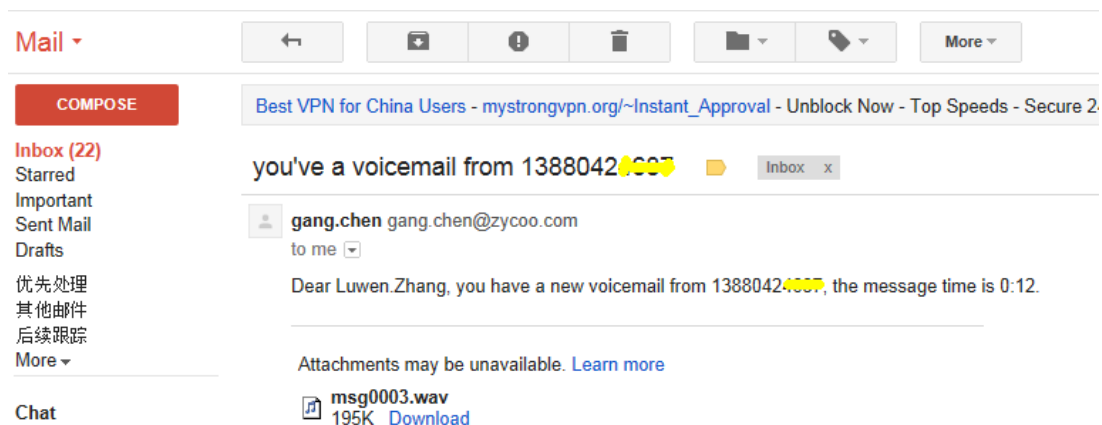 Mail
More
COMPOSE
Best VPN for China Users - mystrongvpn.org/~Instant_Approval - Unblock Now - Top Speeds - Secure
Inbox (22)
you've a voicemail from 1388042
Inbox x
Starred
Important
Sent Mail
Drafts
gang.chen gang.chen@zycoo.com
to me
优先处理
Dear Luwen.Zhang, you have a new voicemail from 13880424, the message time is 0:12.
其他邮件
后续跟踪
More
Attachments may be unavailable. Learn more
Chat
msg0003.wav
195K Download